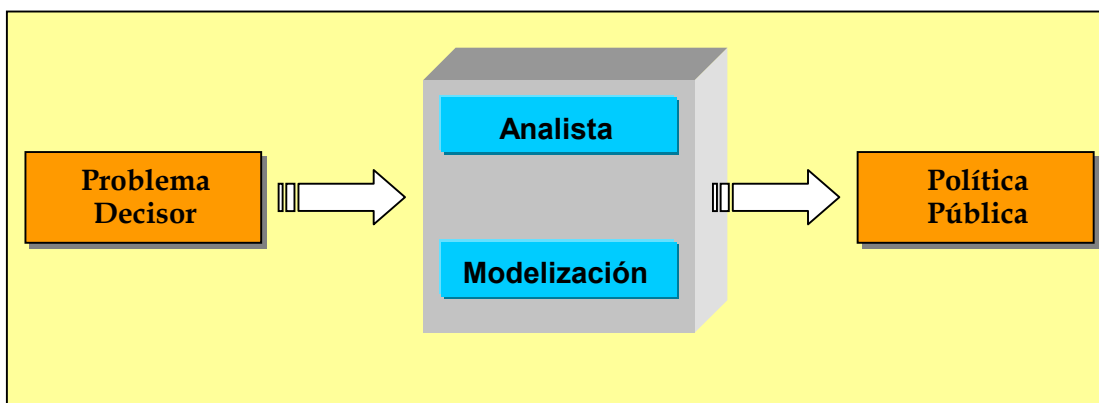 Problema
Decisor
Analista
Modelización
Política
Pública